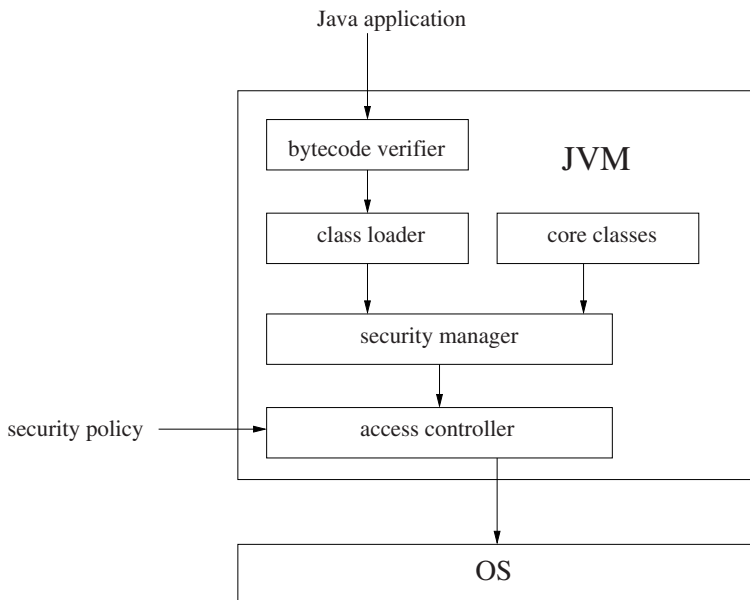 Java application
bytecode verifier
JVM
class loader
core classes
security manager
security policy
access controller
OS